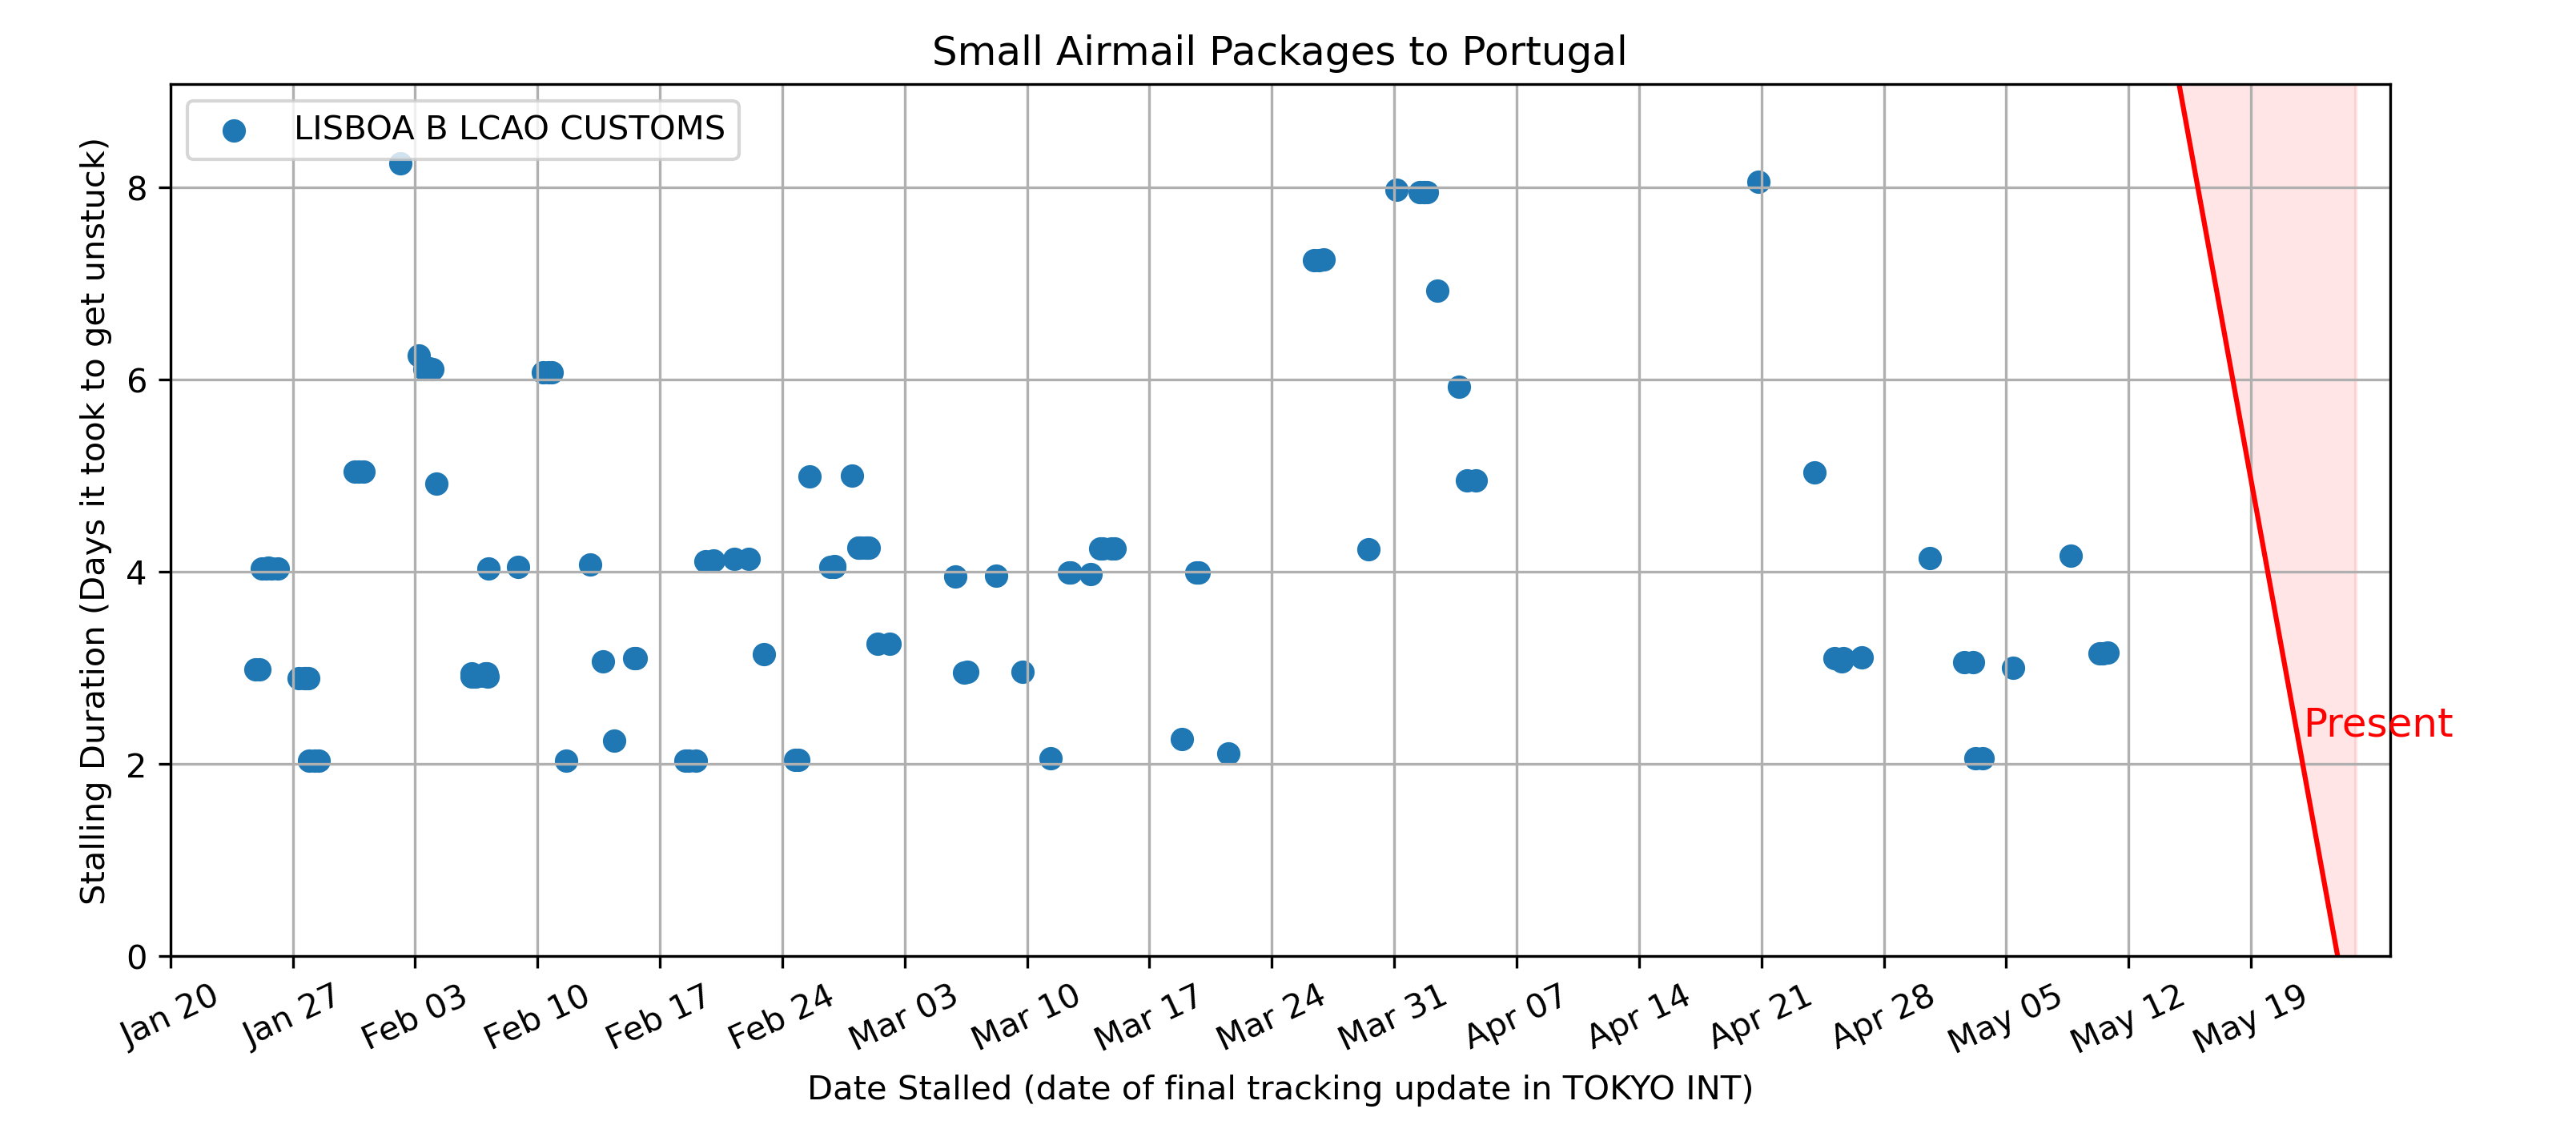 Small Airmail Packages to Portugal
LISBOA B LCAO CUSTOMS
Stalling Duration (Days it took to get unstuck)
8
6
4
2
0
Present
Jan 20
Jan 27
Feb 03
Feb 10
Feb 17
Feb 24
Mar 03
Mar 10
Mar 17
Mar 24
Mar 31
Apr 07
Apr 14
Apr 21
Apr 28
May 05
May 12
May 19
Date Stalled (date of final tracking update in TOKYO INT)